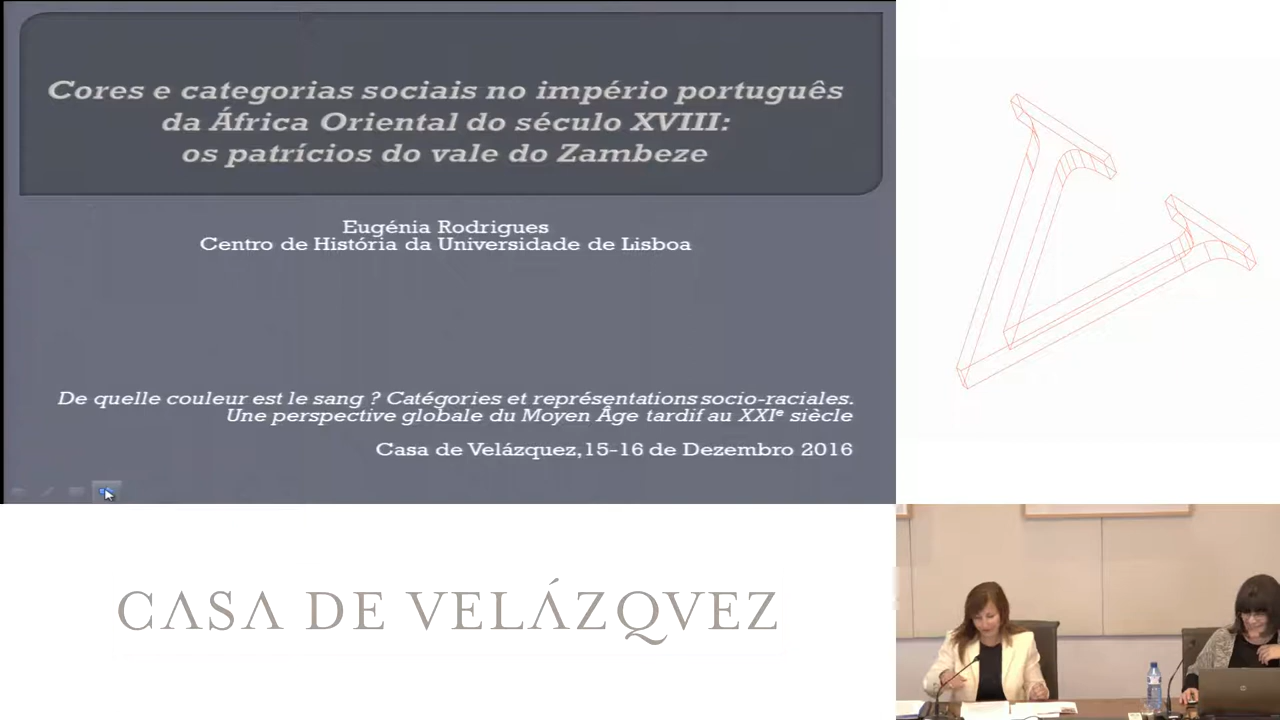 Cores e categorias sociais no império português
da África Oriental do século XVIII:
os patrícios do vale do Zambeze
Eugénia Rodrigues
Centro de História da Universidade de Lisboa
De quelle couleur est le sang ? Catégories et représentations socio-raciales.
Une perspective globale du Moyen Âge tardif au XXIe siècle
Casa de Velázquez,15-16 de Dezembro 2016
CASA DE VELÁZQVEZ